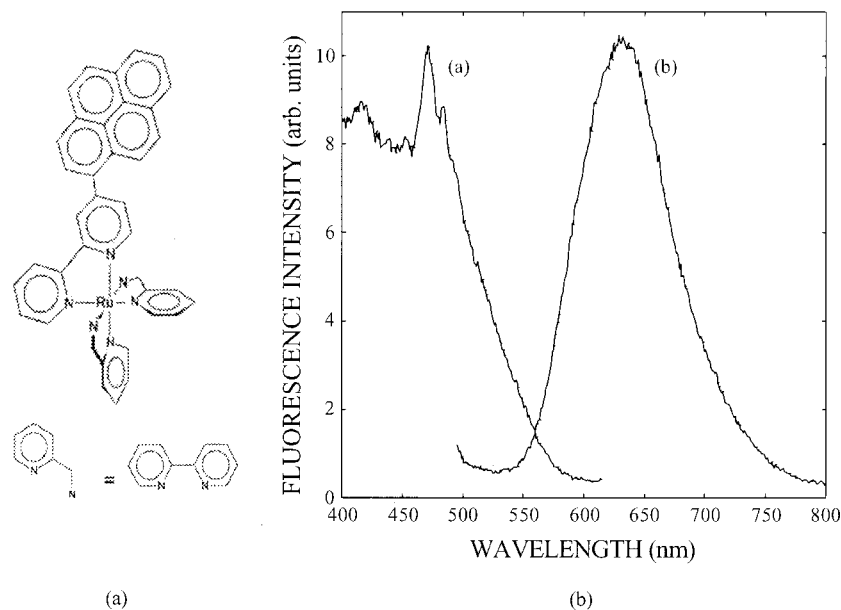 N
N
N
N
Ru
N
N
N
N
≡
N
N
(a)
FLUORESCENCE INTENSITY (arb. units)
10
8
6
4
2
0
(a)
(b)
400
450
500
550
600
650
700
750
800
WAVELENGTH (nm)
(b)